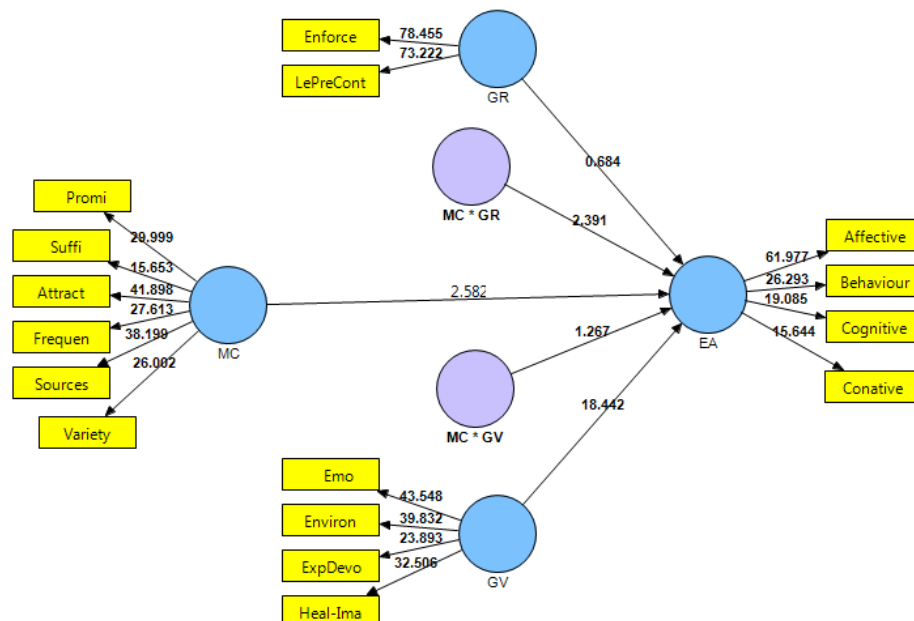 Enforce
78.455
73.222
LePreCont
GR
0.684
MC * GR
2.391
Promi
29.999
Suffi
15.653
Attract
41.898
27.613
Frequen
38.199
Sources
26.002
Variety
MC
2.582
Affective
61.977
26.293
Behaviour
19.085
Cognitive
15.644
Conative
EA
1.267
MC * GV
18.442
Emo
43.548
Environ
39.832
23.893
ExpDevo
32.506
Heal-Ima
GV